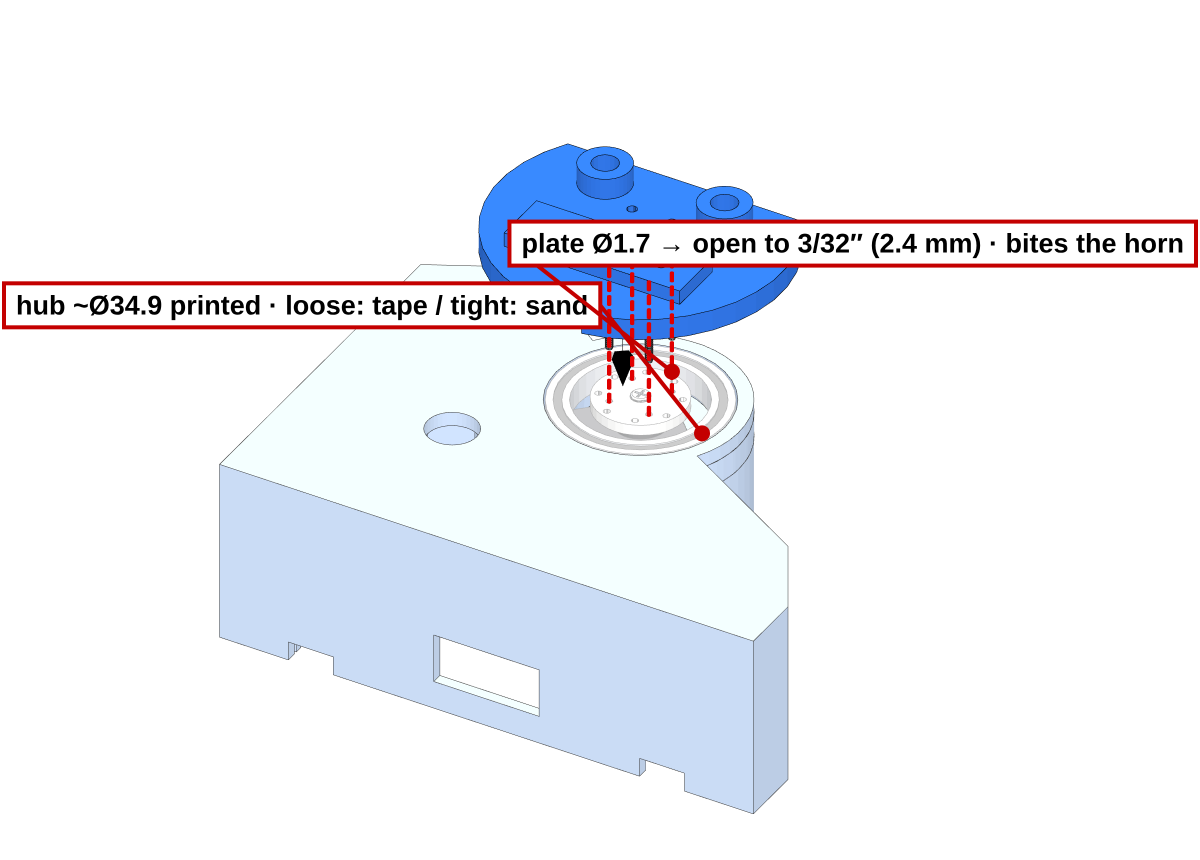 plate Ø1.7 → open to 3/32″ (2.4 mm) · bites the horn
hub ~Ø34.9 printed · loose: tape / tight: sand